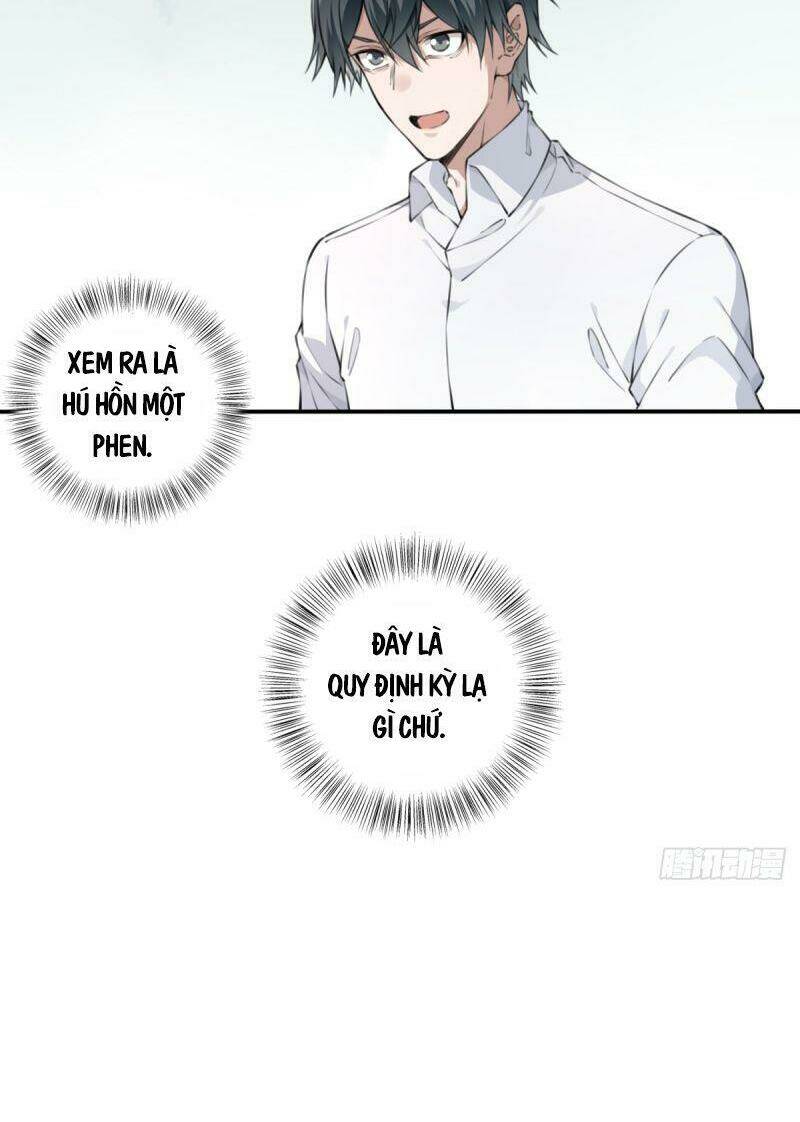 XEM RA LÀ
HÚ HỒN MỘT
PHEN.
ĐÂY LÀ
QUY ĐỊNH KỲ LẠ
GÌ CHỨ.
腾讯动漫